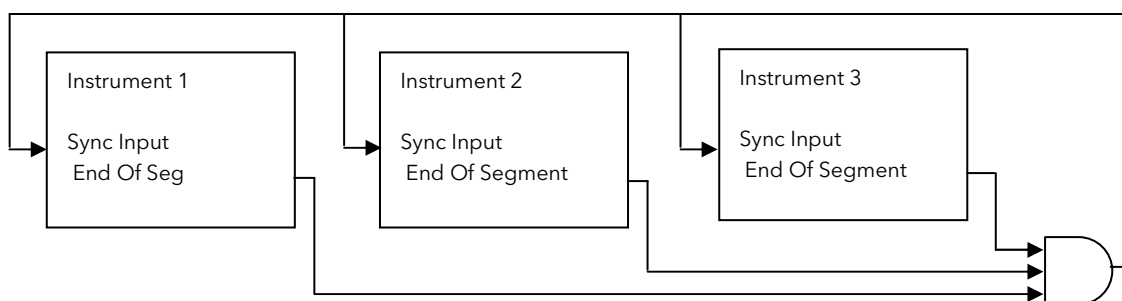 Instrument 1
Sync Input
End Of Seg
Instrument 2
Sync Input
End Of Segment
Instrument 3
Sync Input
End Of Segment